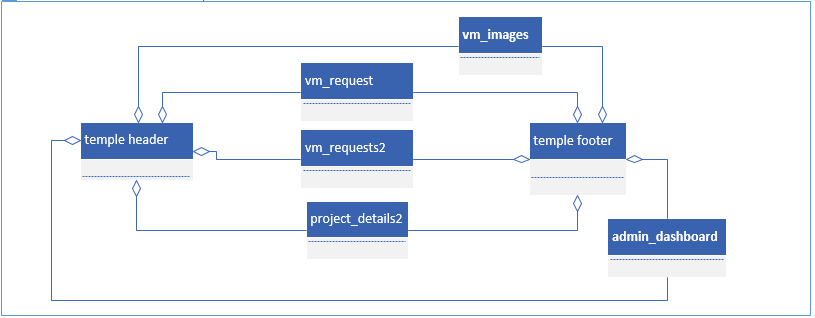 vm_images
vm_request
temple header
vm_requests2
temple footer
project_details2
admin_dashboard